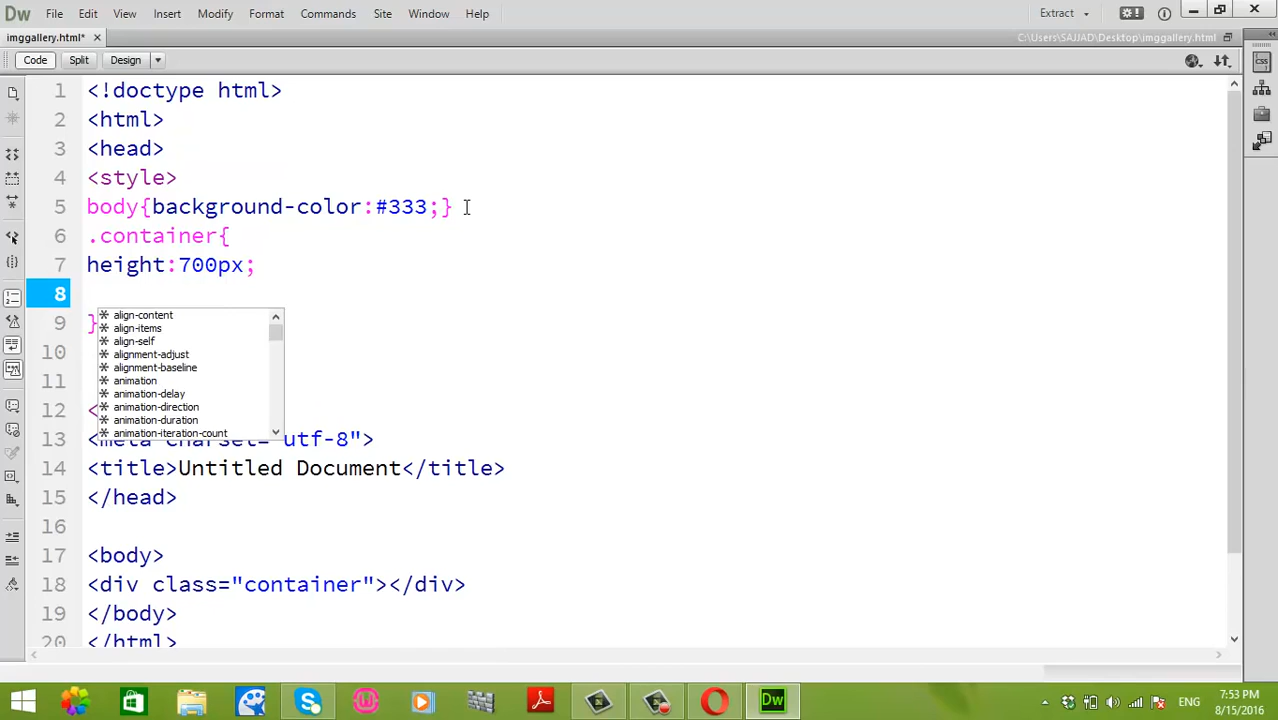 Dw File Edit View Insert Modify Format Commands Site Window Help Extract
imggallery.html* C:\Users\SAJJAD\Desktop\imggallery.html
Code Split Design
1 <!doctype html>
2 <html>
3 <head>
4 <style>
5 body{background-color:#333;}
6 .container{
7 height:700px;
8
9 }
align-content
align-items
align-self
alignment-adjust
alignment-baseline
animation
animation-delay
animation-direction
animation-duration
animation-iteration-count
10
12 <
13 <meta charset="utf-8">
14 <title>Untitled Document</title>
15 </head>
16
17 <body>
18 <div class="container"></div>
19 </body>
20 </html>
CSS
Dw ENG 7:53 PM
8/15/2016